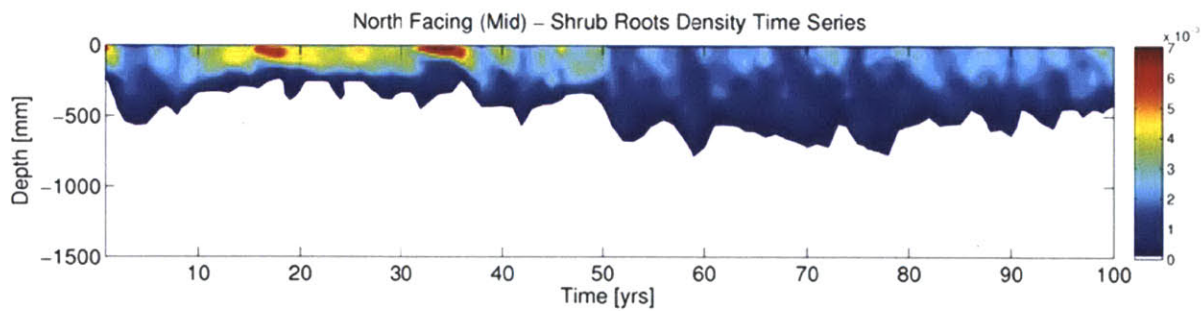 North Facing (Mid) – Shrub Roots Density Time Series
x 10⁻³
0
−500
−1000
−1500
Depth [mm]
10 20 30 40 50 60 70 80 90 100
Time [yrs]
7
6
5
4
3
2
1
0